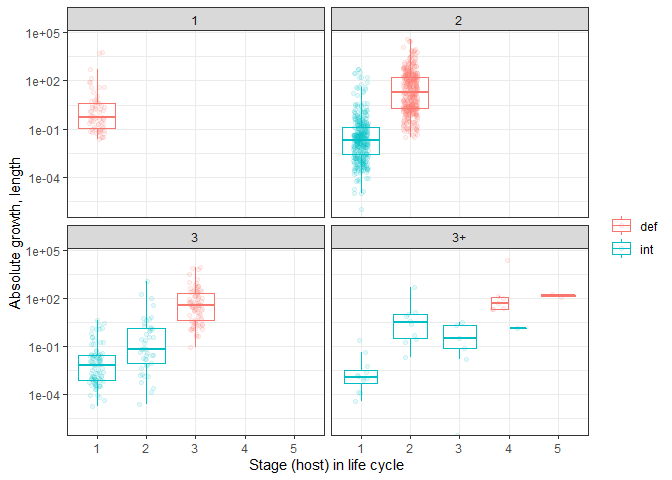 1
2
1e+05
1e+02
1e-01
1e-04
3
3+
1e+05
1e+02
1e-01
1e-04
1 2 3 4 5
1 2 3 4 5
Absolute growth, length
Stage (host) in life cycle
def
int